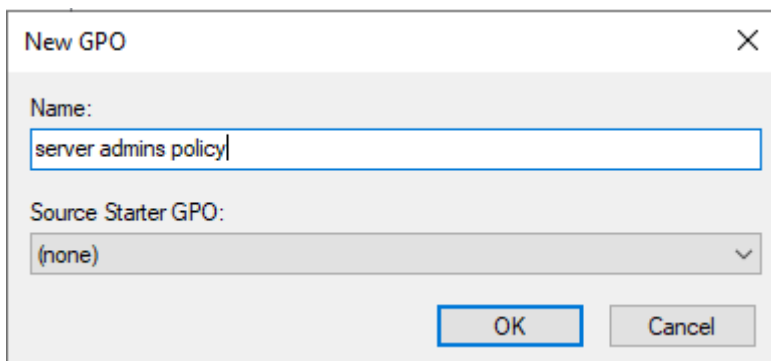 New GPO
Name:
server admins policy
Source Starter GPO:
(none)
OK Cancel